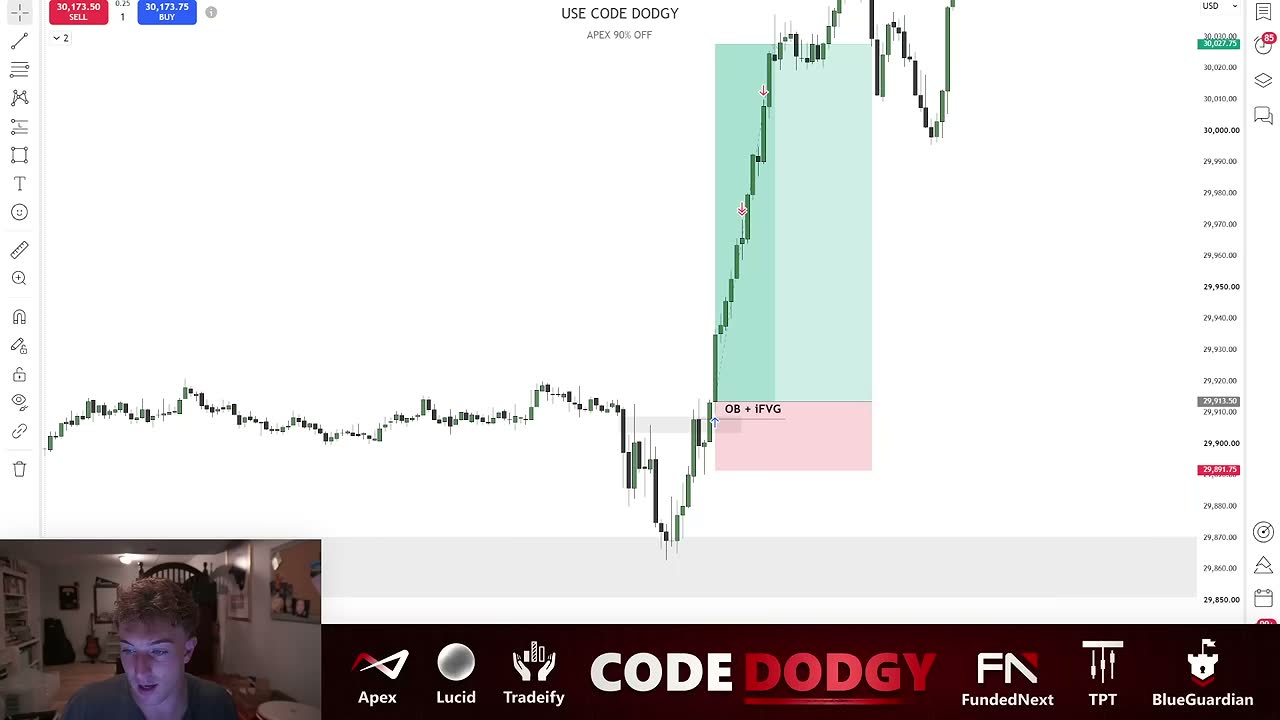 30,173.50
SELL
0.25
1
30,173.75
BUY
2
USE CODE DODGY
APEX 90% OFF
USD
85
30,030.00
30,027.75
30,020.00
30,010.00
30,000.00
29,990.00
29,980.00
29,970.00
29,960.00
29,950.00
29,940.00
29,930.00
29,920.00
29,913.50
29,910.00
29,900.00
29,891.75
29,880.00
29,870.00
29,860.00
29,850.00
OB + iFVG
Apex
Lucid
Tradeify
CODE DODGY
FN
FundedNext
TPT
BlueGuardian